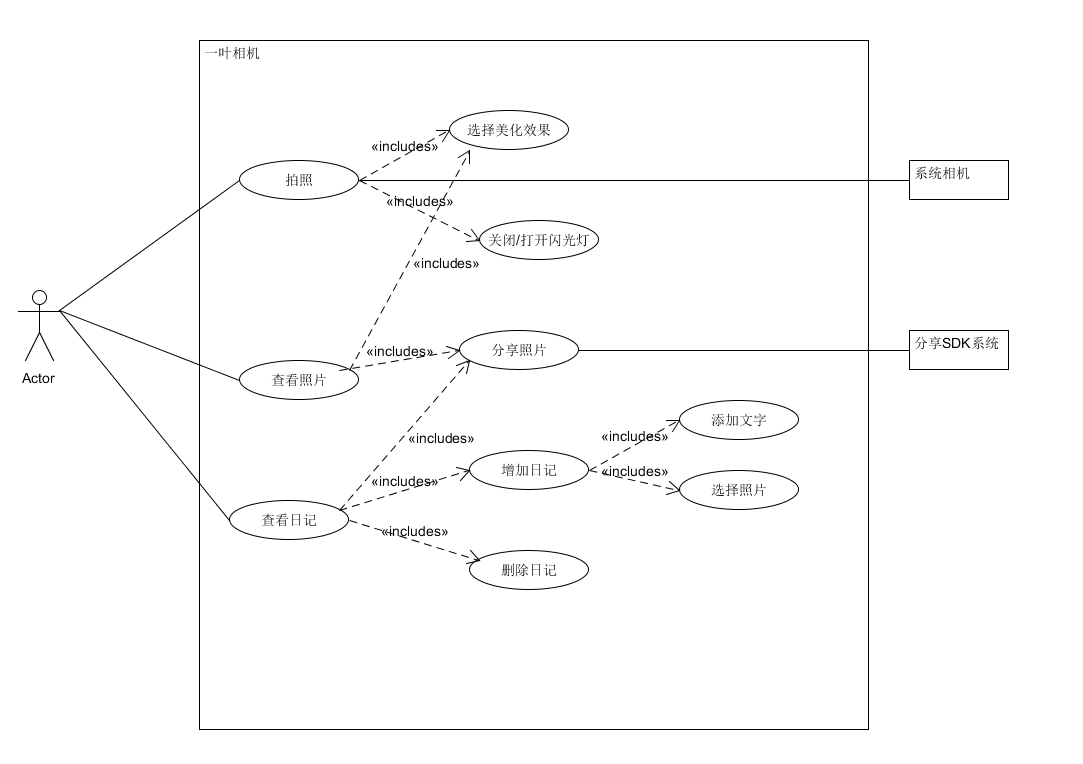 一叶相机
选择美化效果
«includes»
拍照
系统相机
«includes»
关闭/打开闪光灯
«includes»
分享照片
分享SDK系统
«includes»
Actor
查看照片
添加文字
«includes»
«includes»
增加日记
«includes»
«includes»
选择照片
查看日记
«includes»
删除日记